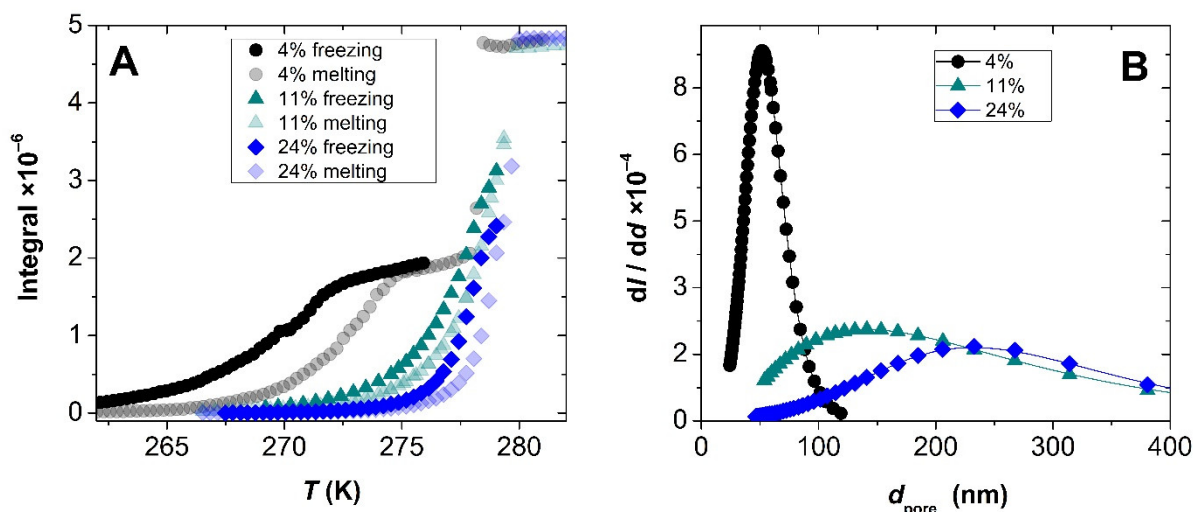 A
Integral ×10⁻⁶
5
4
3
2
1
0
4% freezing
4% melting
11% freezing
11% melting
24% freezing
24% melting
265
270
275
280
T (K)
B
dI / dd ×10⁻⁴
8
6
5
3
2
0
4%
11%
24%
0
100
200
300
400
d_pore (nm)